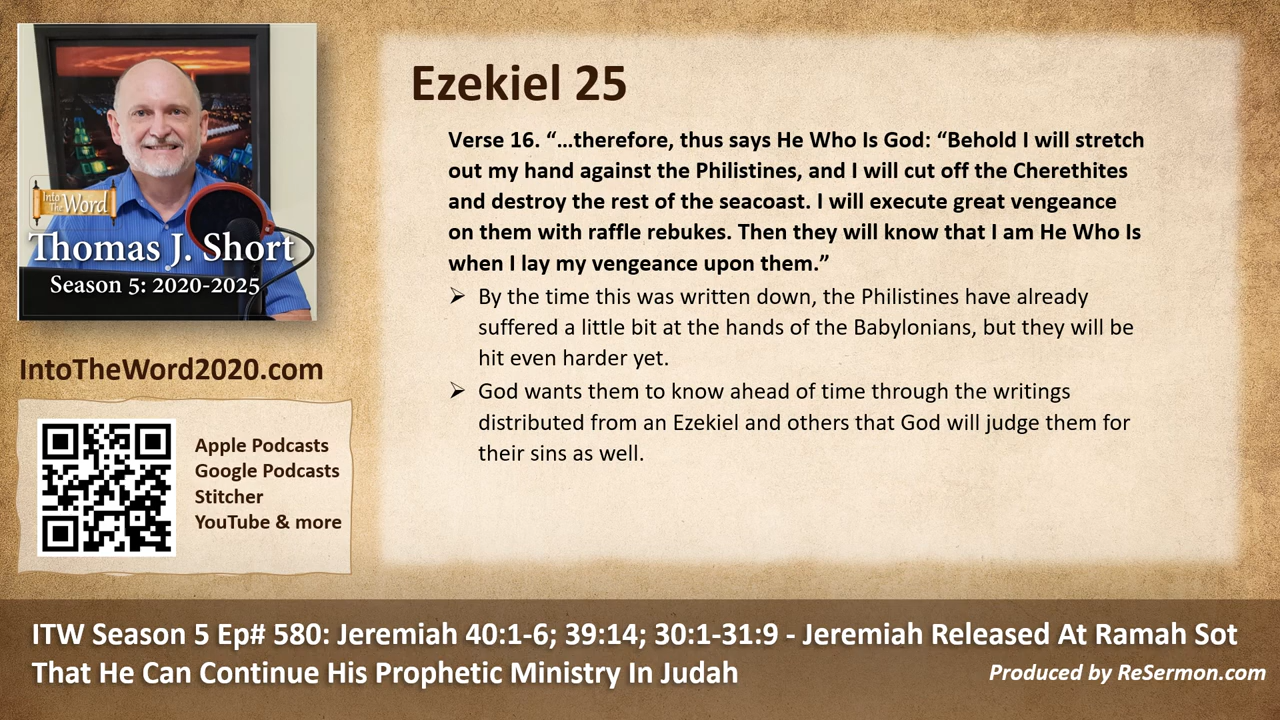 Into
The Word
Thomas J. Short
Season 5: 2020-2025
IntoTheWord2020.com
Apple Podcasts
Google Podcasts
Stitcher
YouTube & more
Ezekiel 25
Verse 16. “…therefore, thus says He Who Is God: “Behold I will stretch
out my hand against the Philistines, and I will cut off the Cherethites
and destroy the rest of the seacoast. I will execute great vengeance
on them with raffle rebukes. Then they will know that I am He Who Is
when I lay my vengeance upon them.”
➢ By the time this was written down, the Philistines have already
suffered a little bit at the hands of the Babylonians, but they will be
hit even harder yet.
➢ God wants them to know ahead of time through the writings
distributed from an Ezekiel and others that God will judge them for
their sins as well.
ITW Season 5 Ep# 580: Jeremiah 40:1-6; 39:14; 30:1-31:9 - Jeremiah Released At Ramah Sot
That He Can Continue His Prophetic Ministry In Judah
Produced by ReSermon.com